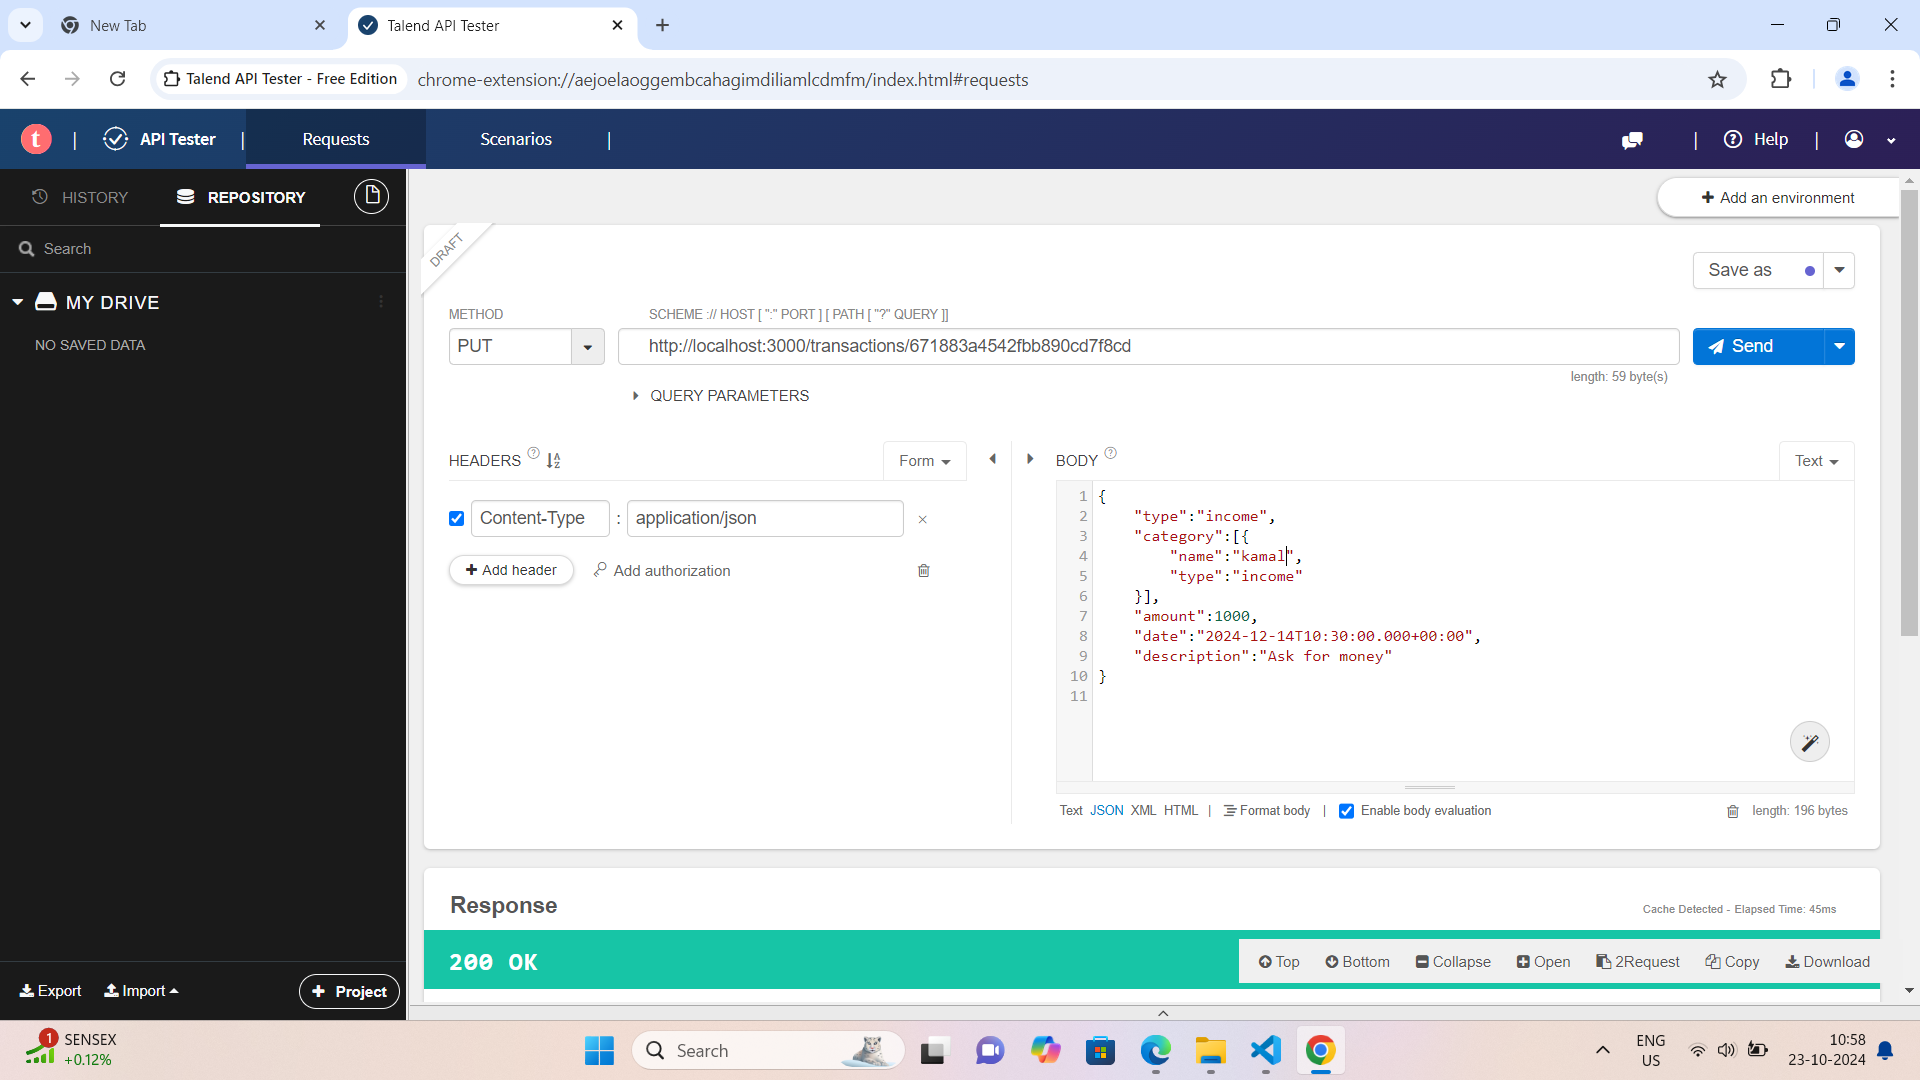 New Tab
Talend API Tester
Talend API Tester - Free Edition
chrome-extension://aejoelaoggembcahagimdiliamlcdmfm/index.html#requests
t | API Tester | Requests Scenarios |
| Help |
HISTORY REPOSITORY
Add an environment
Search
DRAFT
Save as
MY DRIVE
NO SAVED DATA
METHOD SCHEME :// HOST [ ":" PORT ] [ PATH [ "?" QUERY ]]
PUT http://localhost:3000/transactions/671883a4542fbb890cd7f8cd Send
length: 59 byte(s)
QUERY PARAMETERS
HEADERS ? Form
BODY ? Text
Content-Type : application/json ×
+ Add header Add authorization
1 {
2 "type":"income",
3 "category":[{
4 "name":"kamal",
5 "type":"income"
6 }],
7 "amount":1000,
8 "date":"2024-12-14T10:30:00.000+00:00",
9 "description":"Ask for money"
10 }
11
Text JSON XML HTML | Format body | Enable body evaluation length: 196 bytes
Response
Cache Detected - Elapsed Time: 45ms
200 OK
Top Bottom Collapse Open 2Request Copy Download
Export Import + Project
1 SENSEX
+0.12%
Search
ENG
US
10:58
23-10-2024